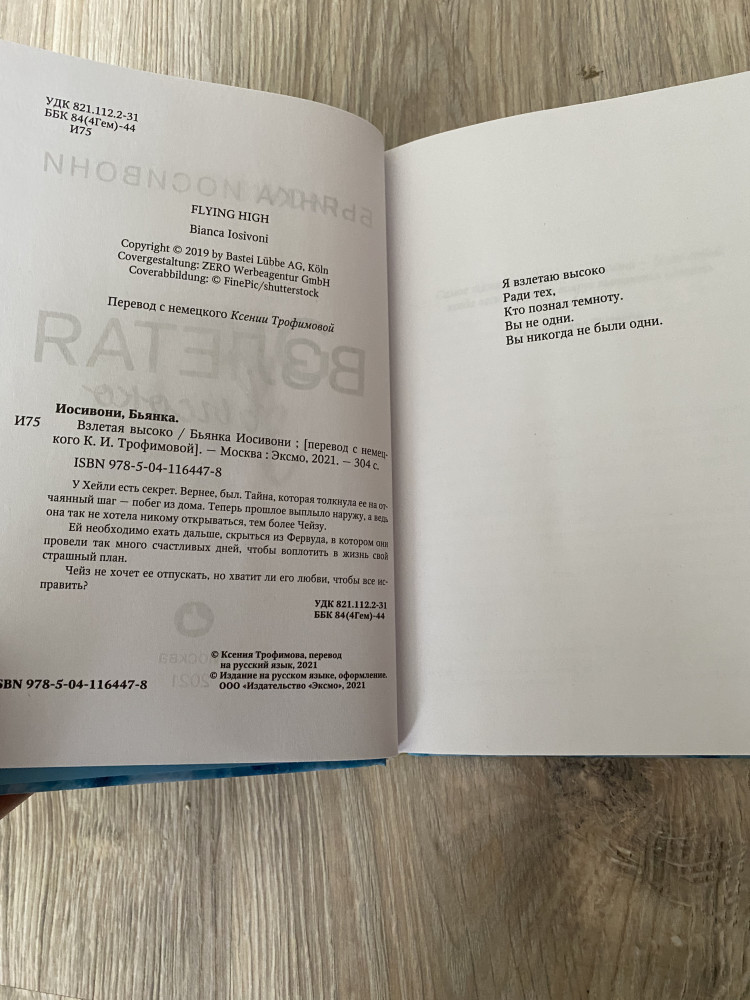 УДК 821.112.2-31
ББК 84(4Гем)-44
И75
БЬЯНКА ИОСИВОНИ
FLYING HIGH
Bianca Iosivoni
Copyright © 2019 by Bastei Lübbe AG, Köln
Covergestaltung: ZERO Werbeagentur GmbH
Coverabbildung: © FinePic/shutterstock
Перевод с немецкого Ксении Трофимовой
ВЗЛЕТАЯ
Иосивони, Бьянка.
И75 Взлетая высоко / Бьянка Иосивони ; [перевод с немец-
кого К. И. Трофимовой]. — Москва : Эксмо, 2021. — 304 с.
ISBN 978-5-04-116447-8
У Хейли есть секрет. Вернее, был. Тайна, которая толкнула ее на от-
чаянный шаг — побег из дома. Теперь прошлое выплыло наружу, а ведь
она так не хотела никому открываться, тем более Чейзу.
Ей необходимо ехать дальше, скрыться из Фервуда, в котором они
провели так много счастливых дней, чтобы воплотить в жизнь свой
страшный план.
Чейз не хочет ее отпускать, но хватит ли его любви, чтобы все ис-
править?
УДК 821.112.2-31
ББК 84(4Гем)-44
Москва
2021
© Ксения Трофимова, перевод
на русский язык, 2021
© Издание на русском языке, оформление.
ООО «Издательство «Эксмо», 2021
SBN 978-5-04-116447-8
Я взлетаю высоко
Ради тех,
Кто познал темноту.
Вы не одни.
Вы никогда не были одни.